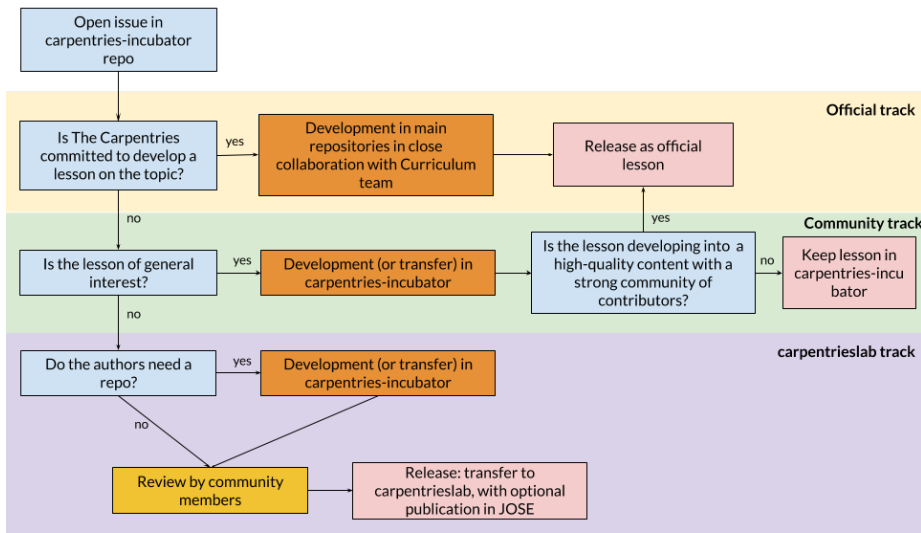 Open issue in
carpentries-incubator
repo
Official track
Is The Carpentries
committed to develop a
lesson on the topic?
yes
Development in main
repositories in close
collaboration with Curriculum
team
Release as official
lesson
no
yes
Community track
Is the lesson of general
interest?
yes
Development (or transfer) in
carpentries-incubator
Is the lesson developing into a
high-quality content with a
strong community of
contributors?
no
Keep lesson in
carpentries-incu
bator
no
carpentrieslab track
Do the authors need a
repo?
yes
Development (or transfer) in
carpentries-incubator
no
Review by community
members
Release: transfer to
carpentrieslab, with optional
publication in JOSE